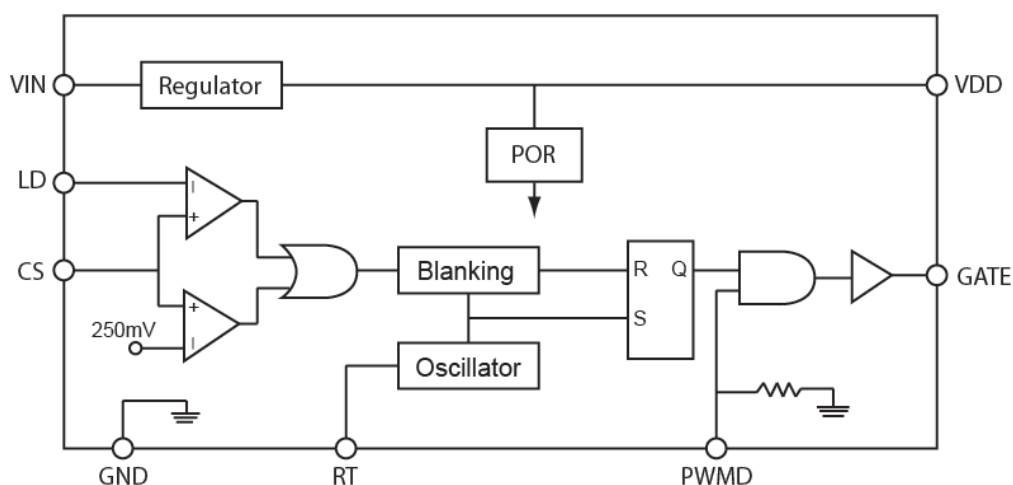 VIN
Regulator
VDD
POR
LD
CS
250mV
Blanking
Oscillator
R Q
S
GATE
GND
RT
PWMD